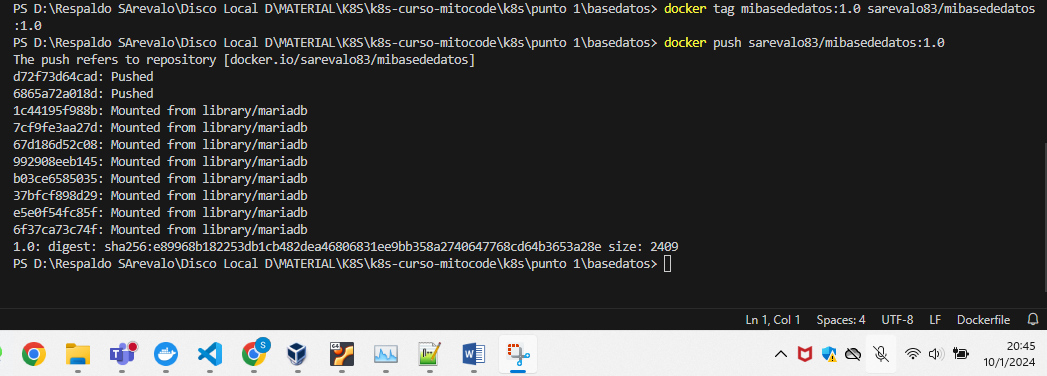 PS D:\Respaldo SArevalo\Disco Local D\MATERIAL\K8S\k8s-curso-mitocode\k8s\punto 1\basedatos> docker tag mibasededatos:1.0 sarevalo83/mibasededatos
:1.0
PS D:\Respaldo SArevalo\Disco Local D\MATERIAL\K8S\k8s-curso-mitocode\k8s\punto 1\basedatos> docker push sarevalo83/mibasededatos:1.0
The push refers to repository [docker.io/sarevalo83/mibasededatos]
d72f73d64cad: Pushed
6865a72a018d: Pushed
1c44195f988b: Mounted from library/mariadb
7cf9fe3aa27d: Mounted from library/mariadb
67d186d52c08: Mounted from library/mariadb
992908eeb145: Mounted from library/mariadb
b03ce6585035: Mounted from library/mariadb
37bfcf898d29: Mounted from library/mariadb
e5e0f54fc85f: Mounted from library/mariadb
6f37ca73c74f: Mounted from library/mariadb
1.0: digest: sha256:e89968b182253db1cb482dea46806831ee9bb358a2740647768cd64b3653a28e size: 2409
PS D:\Respaldo SArevalo\Disco Local D\MATERIAL\K8S\k8s-curso-mitocode\k8s\punto 1\basedatos>
Ln 1, Col 1 Spaces: 4 UTF-8 LF Dockerfile
20:45
10/1/2024